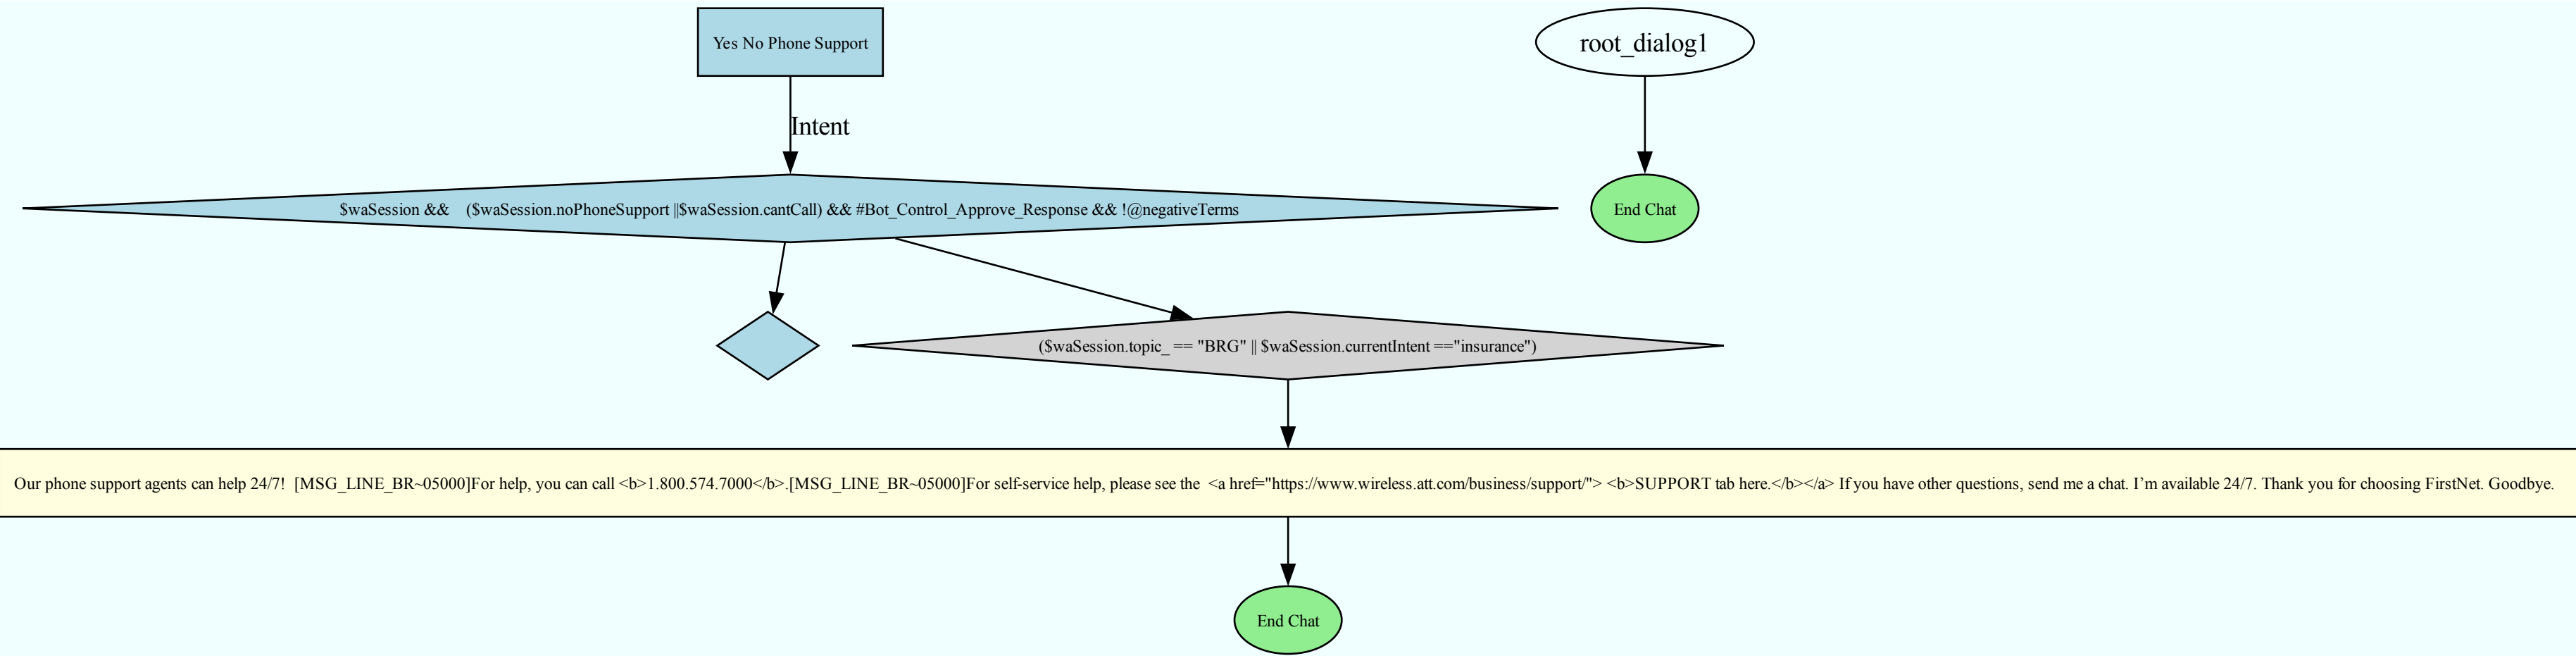 Yes No Phone Support
root_dialog1
Intent
$waSession && ($waSession.noPhoneSupport ||$waSession.cantCall) && #Bot_Control_Approve_Response && !@negativeTerms
End Chat
($waSession.topic_ == "BRG" || $waSession.currentIntent =="insurance")
Our phone support agents can help 24/7! [MSG_LINE_BR~05000]For help, you can call <b>1.800.574.7000</b>.[MSG_LINE_BR~05000]For self-service help, please see the <a href="https://www.wireless.att.com/business/support/"> <b>SUPPORT tab here.</b></a> If you have other questions, send me a chat. I’m available 24/7. Thank you for choosing FirstNet. Goodbye.
End Chat